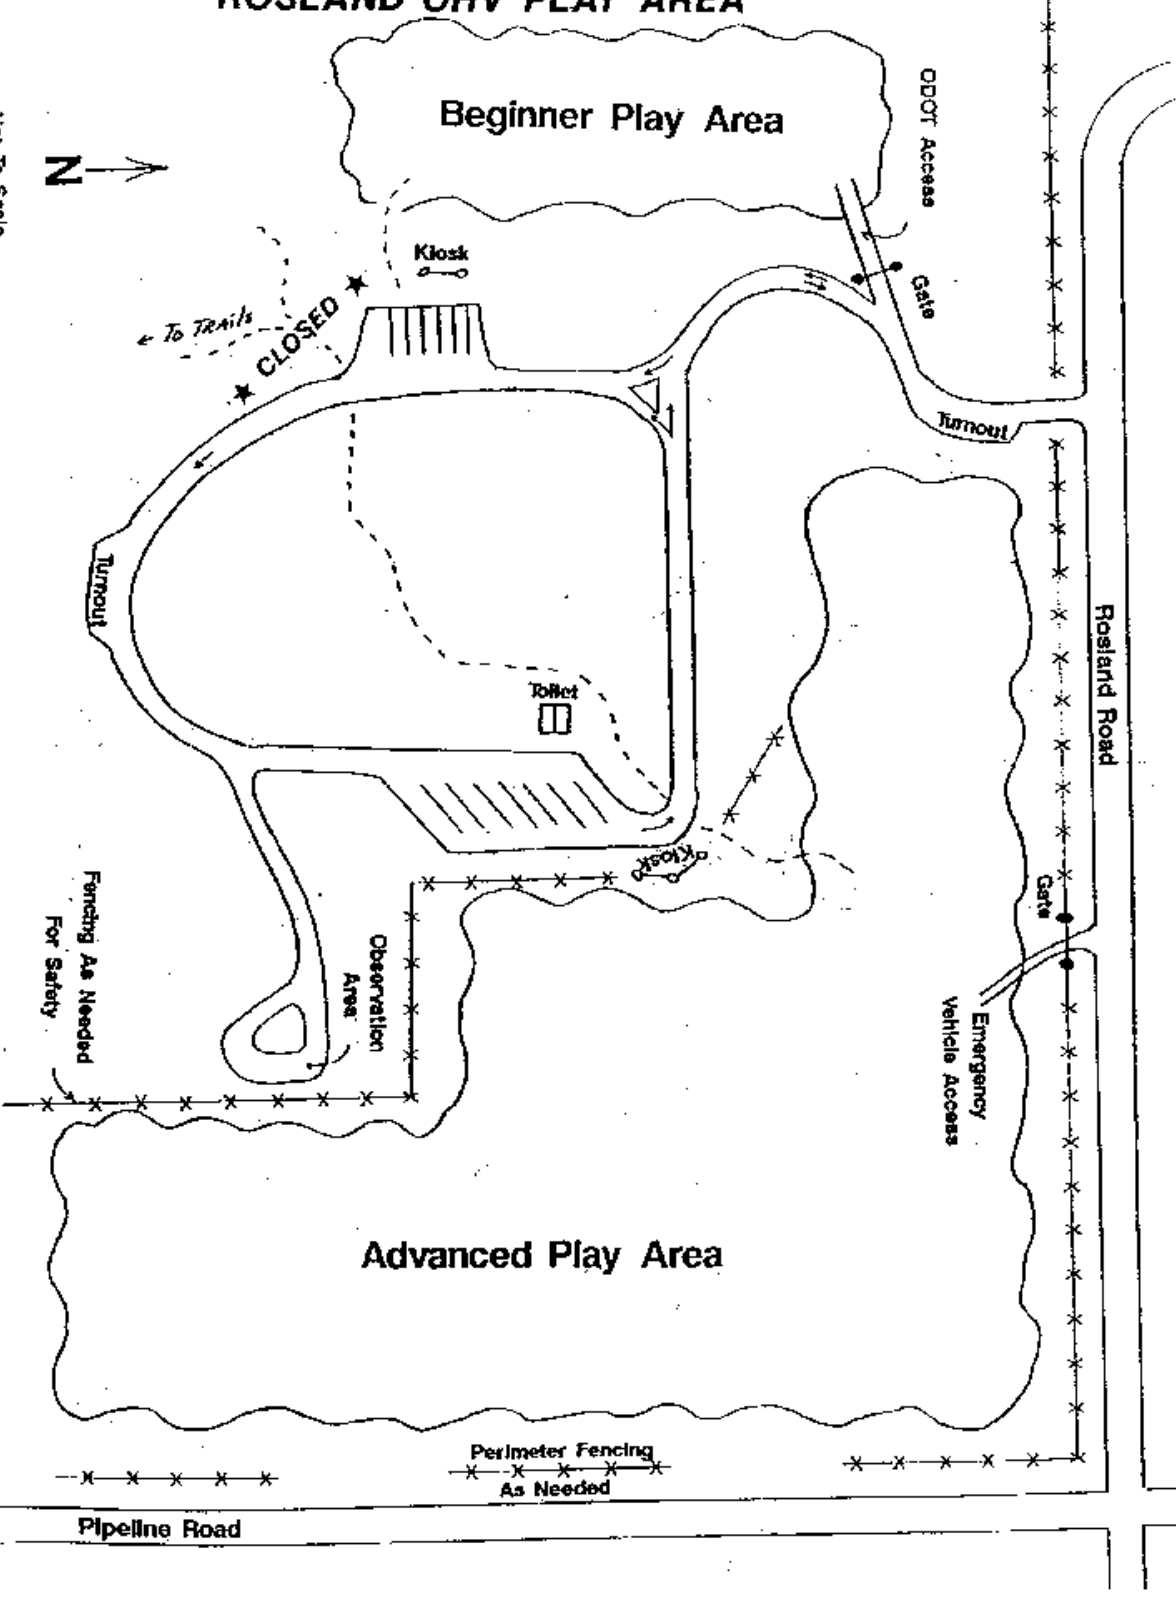 ROSLAND OHV PLAY AREA
Beginner Play Area
ODOT Access
N
Kiosk
Gate
← To TRAils
★ CLOSED ★
Turnout
Turnout
Rosland Road
Toilet
Kiosk
Gate
Fencing As Needed
For Safety
Observation
Area
Emergency
Vehicle Access
Advanced Play Area
Perimeter Fencing
As Needed
Pipeline Road